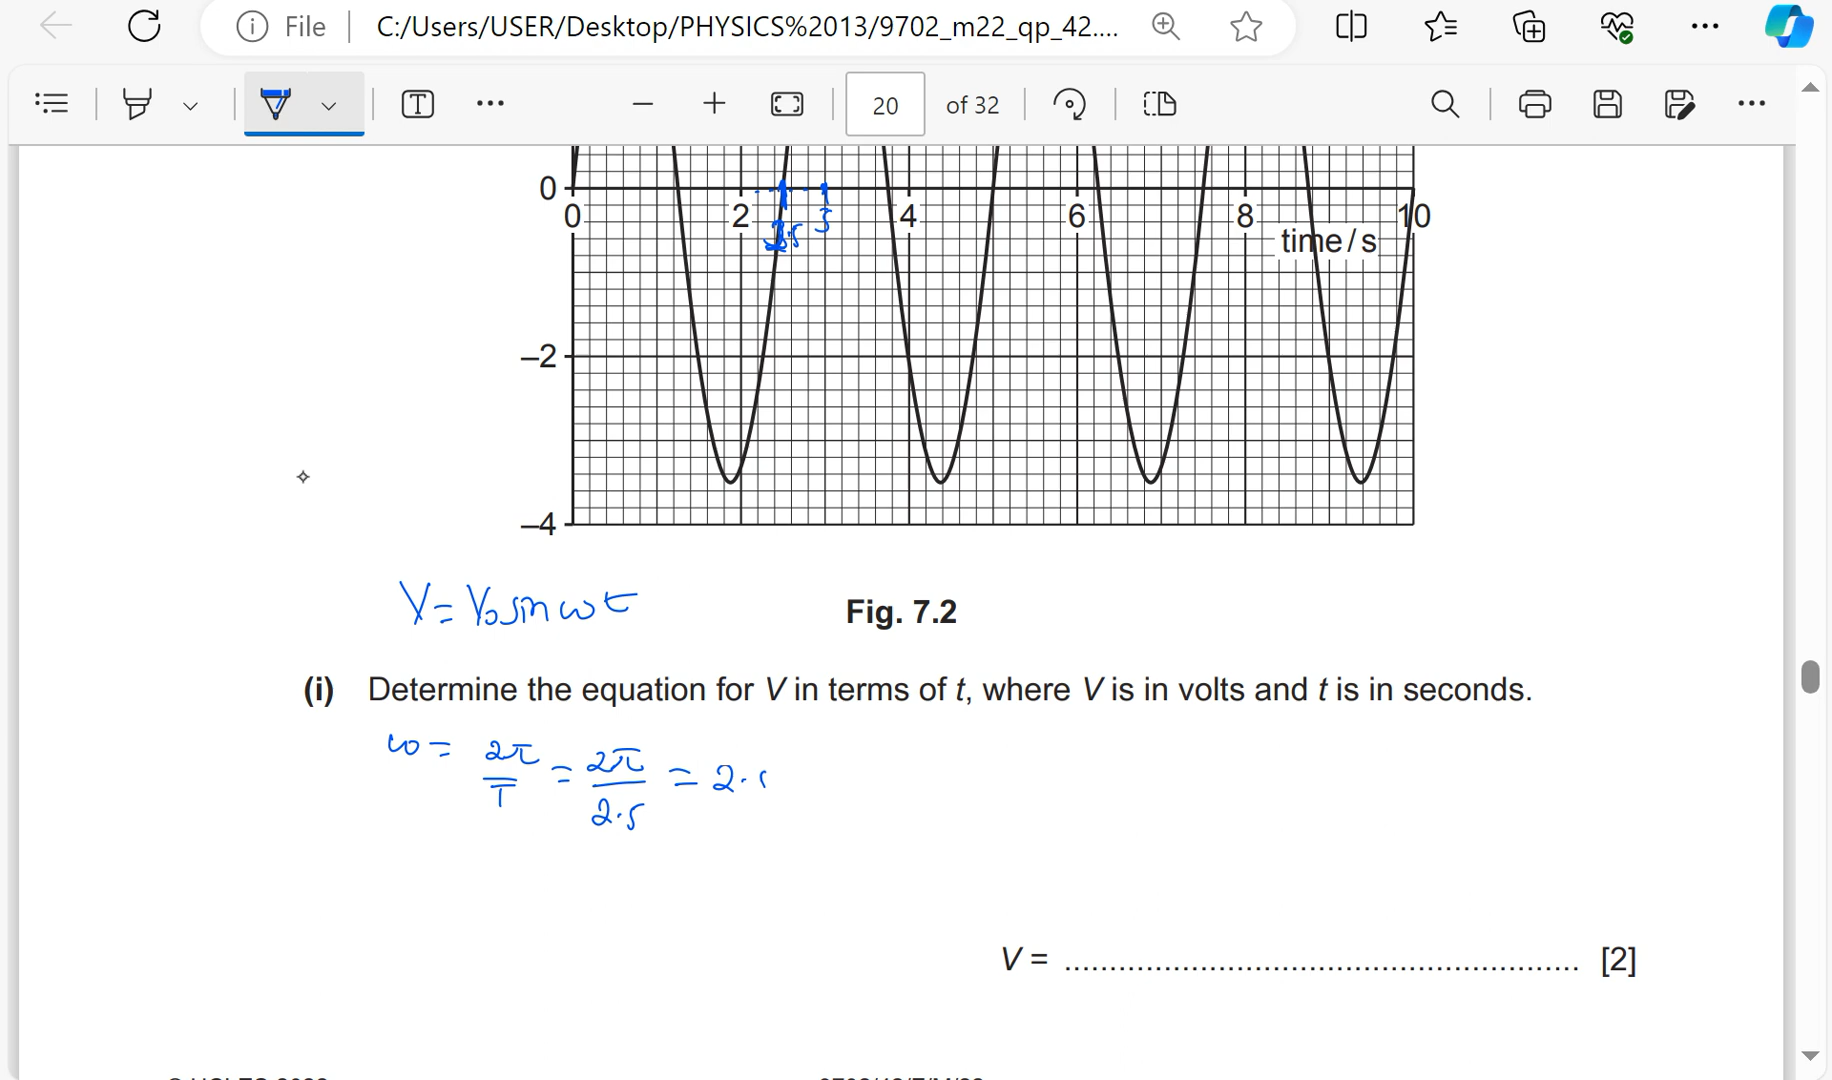 File C:/Users/USER/Desktop/PHYSICS%2013/9702_m22_qp_42....
20 of 32
0
0 2 4 6 8 10
2.5 3
time / s
–2
–4
V = V₀ sin ωt
Fig. 7.2
(i) Determine the equation for V in terms of t, where V is in volts and t is in seconds.
ω = 2π/T = 2π/2.5 = 2.
V = ........................................................ [2]